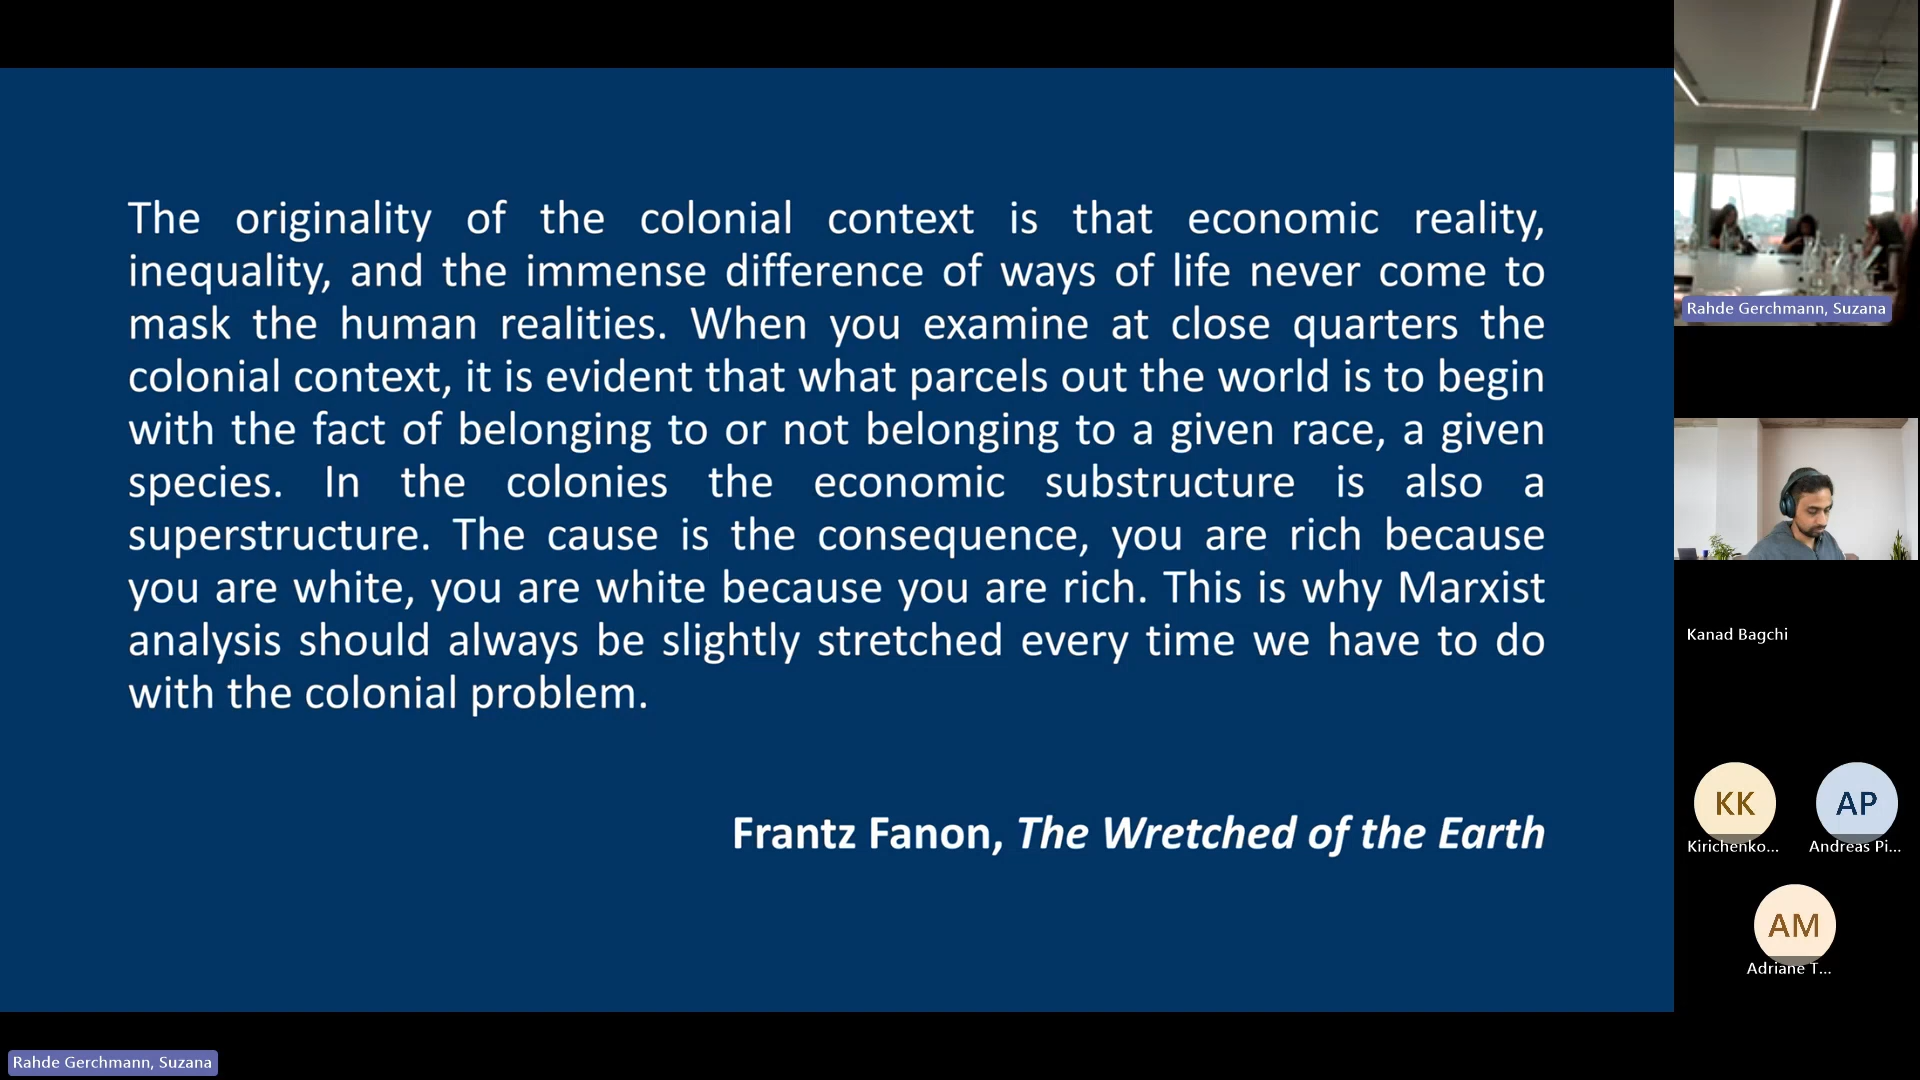 The originality of the colonial context is that economic reality,
inequality, and the immense difference of ways of life never come to
mask the human realities. When you examine at close quarters the
colonial context, it is evident that what parcels out the world is to begin
with the fact of belonging to or not belonging to a given race, a given
species. In the colonies the economic substructure is also a
superstructure. The cause is the consequence, you are rich because
you are white, you are white because you are rich. This is why Marxist
analysis should always be slightly stretched every time we have to do
with the colonial problem.
Frantz Fanon, The Wretched of the Earth
Rahde Gerchmann, Suzana
Rahde Gerchmann, Suzana
Kanad Bagchi
KK
Kirichenko...
AP
Andreas Pi...
AM
Adriane T...